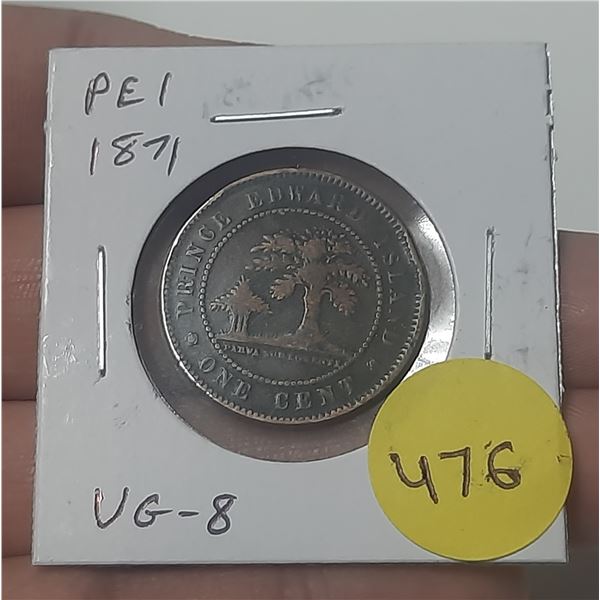 PEI
1871
PRINCE EDWARD ISLAND
PARVA SUB INGENTI
ONE CENT
VG-8
476